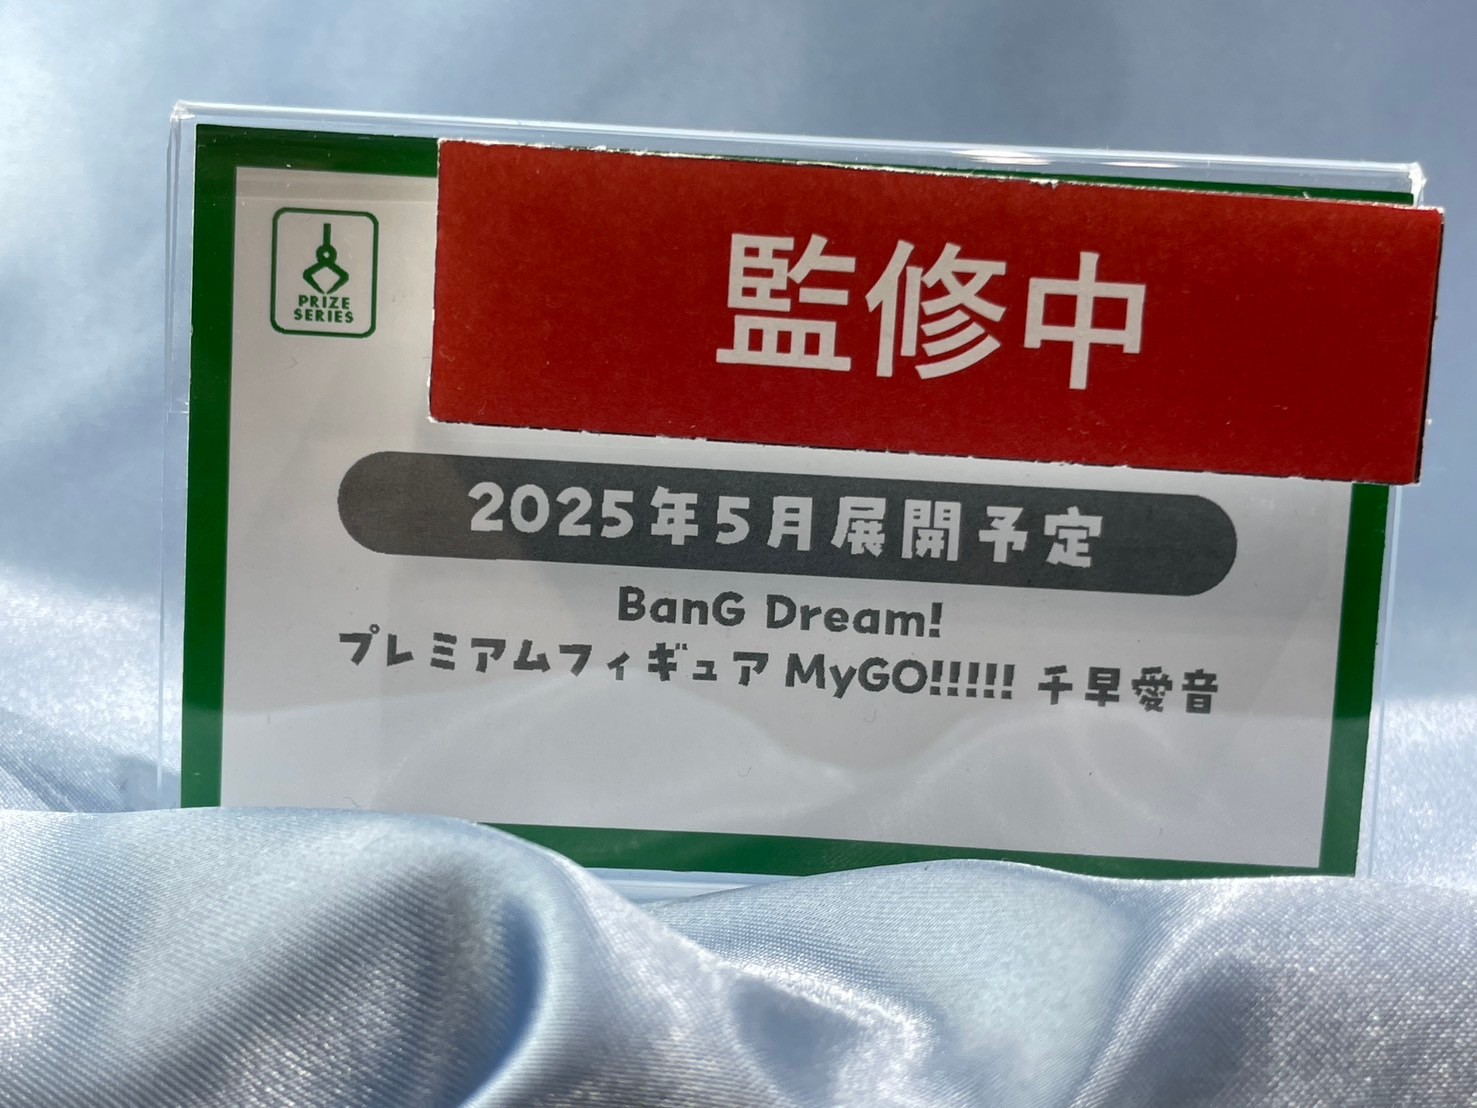 監修中
PRIZE
SERIES
2025年5月展開予定
BanG Dream!
プレミアムフィギュア MyGO!!!!! 千早愛音